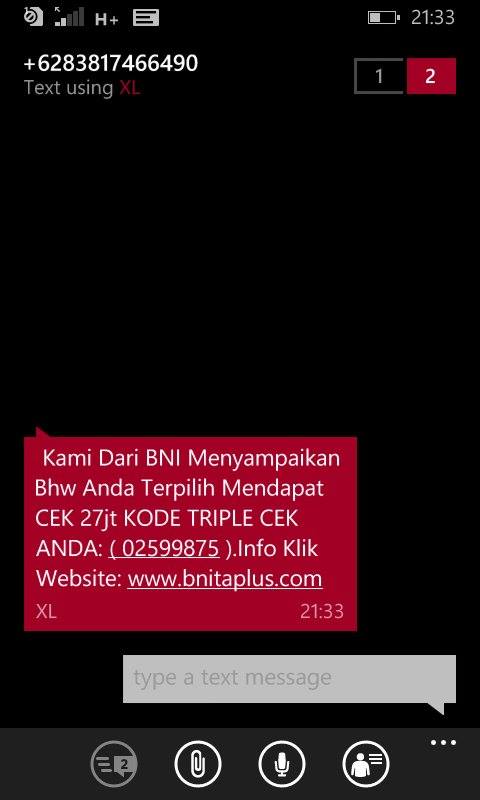 H+ 21:33
+6283817466490 1 2
Text using XL
Kami Dari BNI Menyampaikan
Bhw Anda Terpilih Mendapat
CEK 27jt KODE TRIPLE CEK
ANDA: ( 02599875 ).Info Klik
Website: www.bnitaplus.com
XL 21:33
type a text message
2